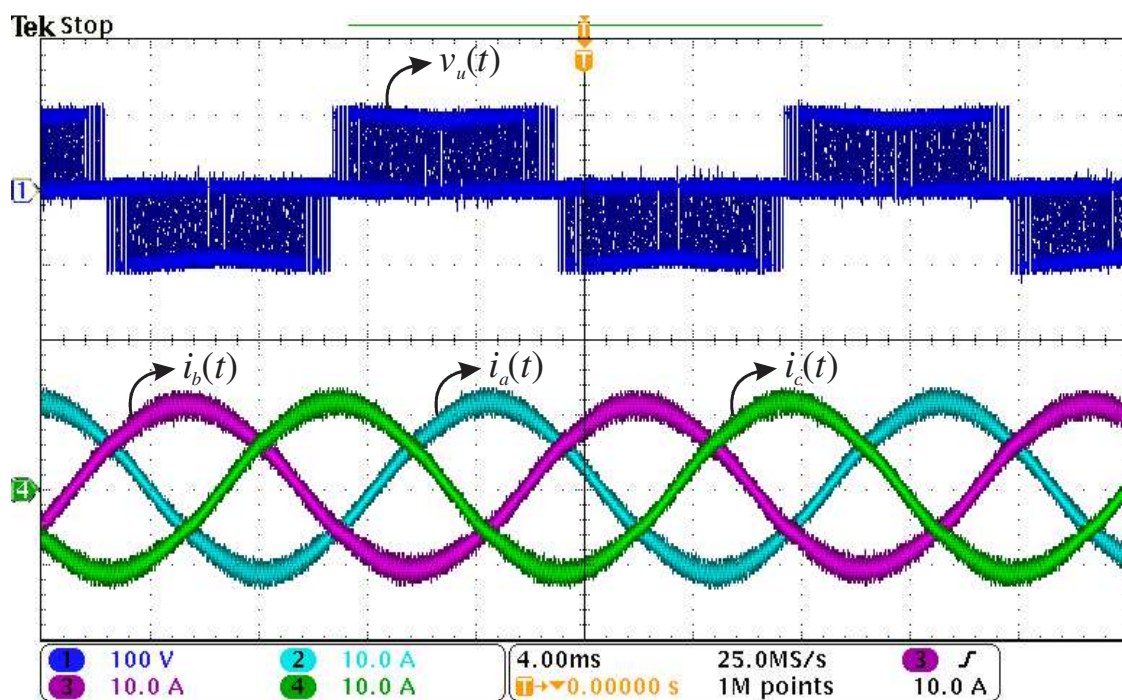 Tek Stop
T
T
v_u(t)
1
i_b(t) i_a(t) i_c(t)
4
1 100 V 2 10.0 A 4.00ms 25.0MS/s 3 ∫
3 10.0 A 4 10.0 A T→▼0.00000 s 1M points 10.0 A